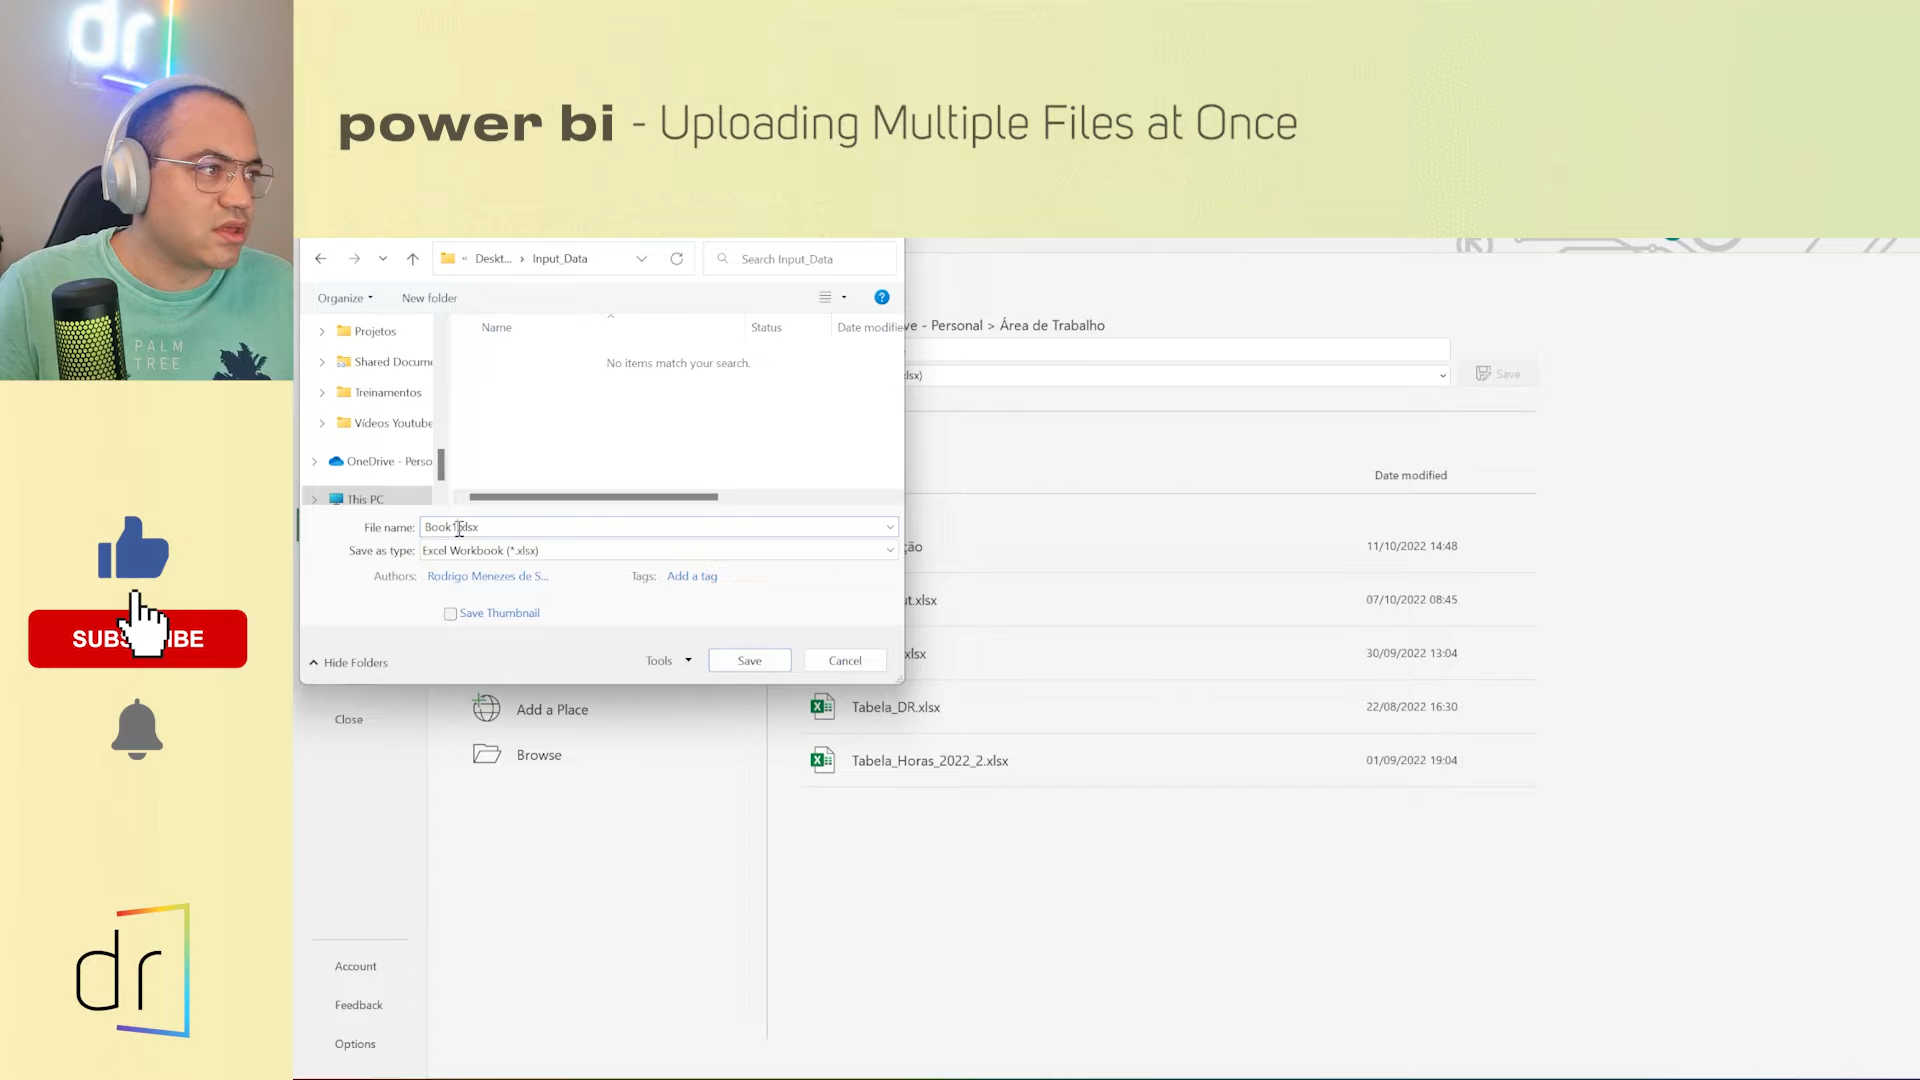 dr
power bi - Uploading Multiple Files at Once
PALM
TREE
« Deskt... › Input_Data
Search Input_Data
Organize
New folder
?
Name
Status
Date modifie
Projetos
No items match your search.
Shared Docume
Treinamentos
Vídeos Youtube
OneDrive - Perso
This PC
File name:
Save as type: Excel Workbook (*.xlsx)
Authors: Rodrigo Menezes de S...
Tags: Add a tag
Save Thumbnail
Hide Folders
Tools
Save
Cancel
ve - Personal > Área de Trabalho
lsx)
Save
Date modified
ção
11/10/2022 14:48
ut.xlsx
07/10/2022 08:45
xlsx
30/09/2022 13:04
Close
Add a Place
Browse
Tabela_DR.xlsx
22/08/2022 16:30
Tabela_Horas_2022_2.xlsx
01/09/2022 19:04
Account
Feedback
Options
dr